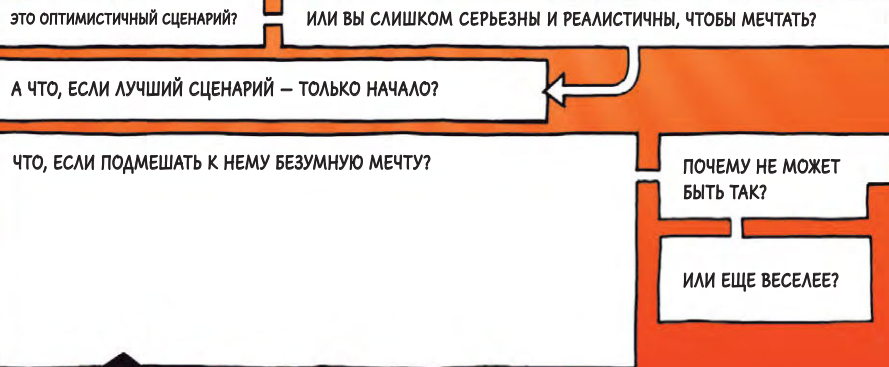 ЭТО ОПТИМИСТИЧНЫЙ СЦЕНАРИЙ?
ИЛИ ВЫ СЛИШКОМ СЕРЬЕЗНЫ И РЕАЛИСТИЧНЫ, ЧТОБЫ МЕЧТАТЬ?
А ЧТО, ЕСЛИ ЛУЧШИЙ СЦЕНАРИЙ – ТОЛЬКО НАЧАЛО?
ЧТО, ЕСЛИ ПОДМЕШАТЬ К НЕМУ БЕЗУМНУЮ МЕЧТУ?
ПОЧЕМУ НЕ МОЖЕТ
БЫТЬ ТАК?
ИЛИ ЕЩЕ ВЕСЕЛЕЕ?